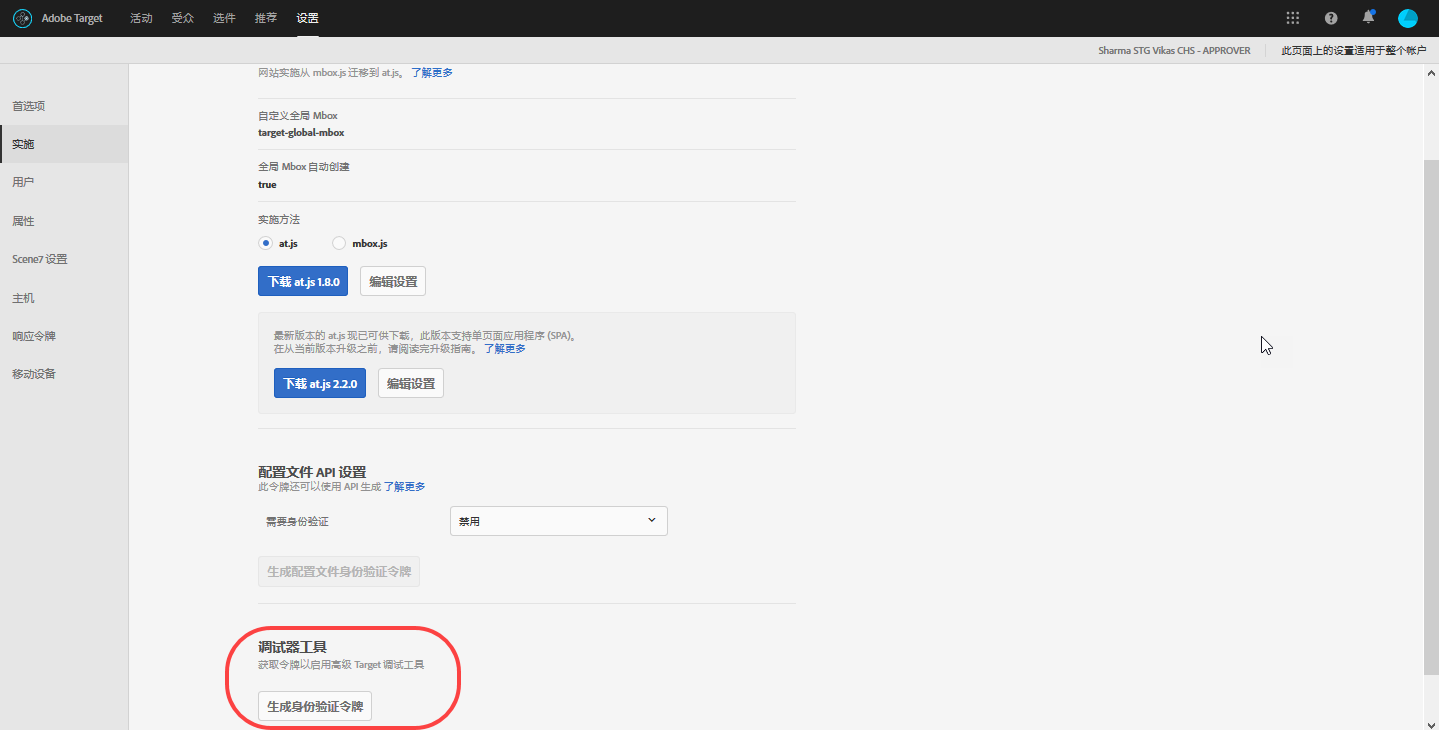 Adobe Target
活动
受众
选件
推荐
设置
Sharma STG Vikas CHS - APPROVER
此页面上的设置适用于整个帐户
首选项
实施
用户
属性
Scene7 设置
主机
响应令牌
移动设备
网站实施从 mbox.js 迁移到 at.js。 了解更多
自定义全局 Mbox
target-global-mbox
全局 Mbox 自动创建
true
实施方法
at.js
mbox.js
下载 at.js 1.8.0
编辑设置
最新版本的 at.js 现已可供下载，此版本支持单页面应用程序 (SPA)。
在从当前版本升级之前，请阅读完升级指南。 了解更多
下载 at.js 2.2.0
编辑设置
配置文件 API 设置
此令牌还可以使用 API 生成 了解更多
需要身份验证
禁用
生成配置文件身份验证令牌
调试器工具
获取令牌以启用高级 Target 调试工具
生成身份验证令牌